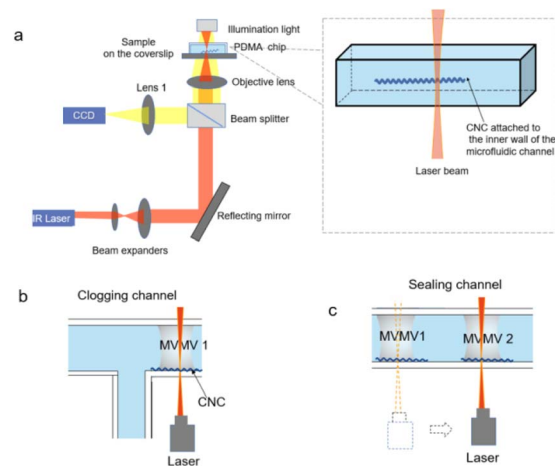 a
Illumination light
Sample
on the coverslip
PDMA chip
Lens 1
Objective lens
CCD
Beam splitter
IR Laser
Reflecting mirror
Beam expanders
CNC attached to
the inner wall of the
microfluidic channel
Laser beam
b
Clogging channel
MVMV 1
CNC
Laser
c
Sealing channel
MVMV1
MVMV 2
Laser